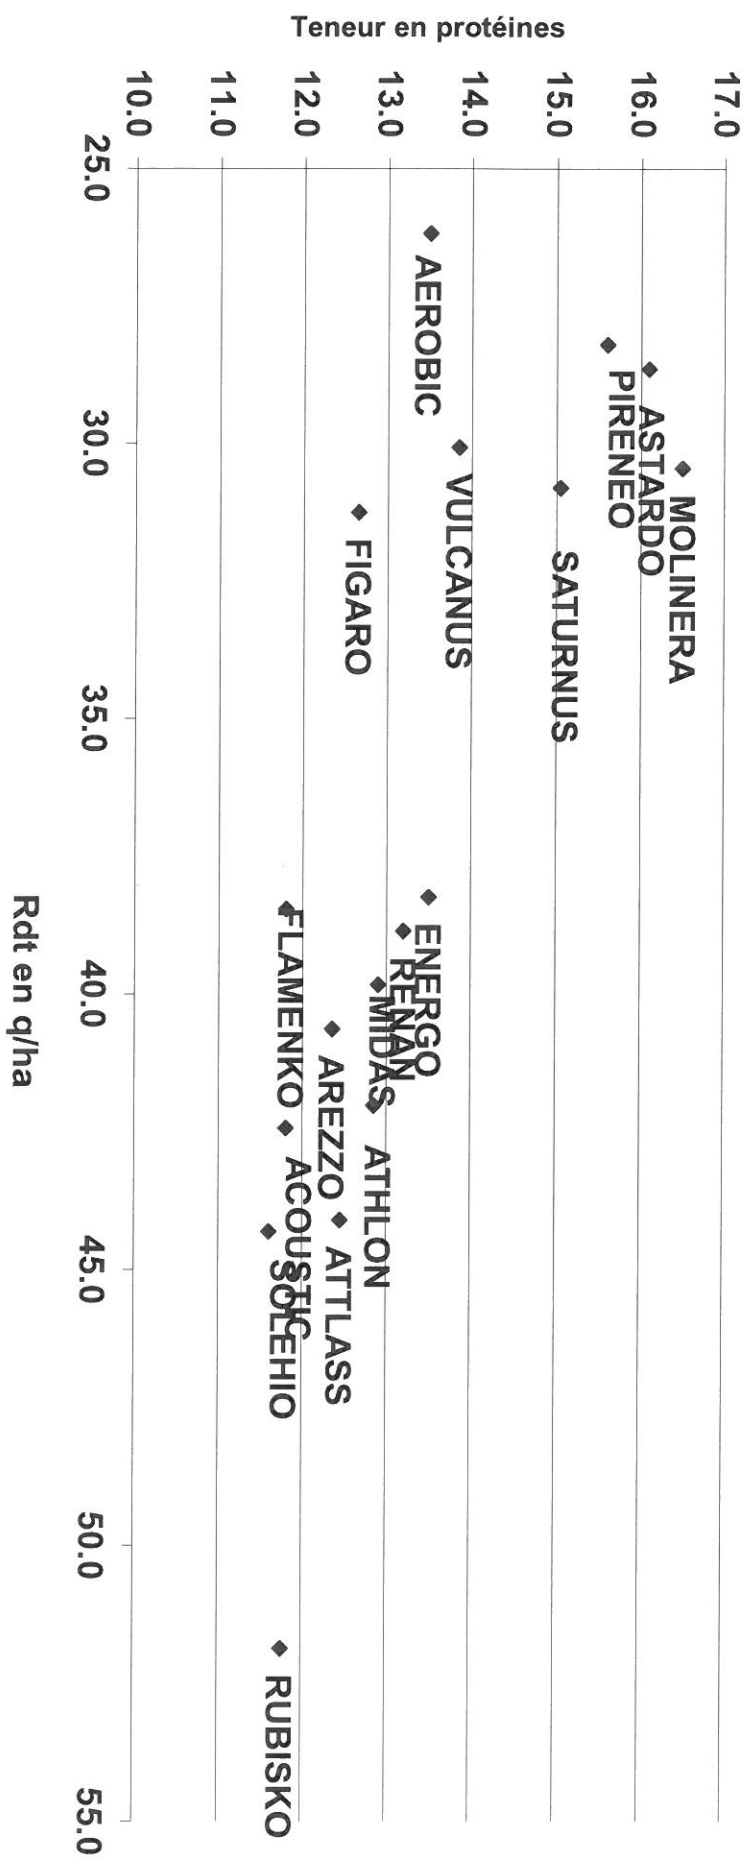 Teneur en protéines
17.0
16.0
15.0
14.0
13.0
12.0
11.0
10.0
MOLINERA
ASTARDO
PIRENEO
SATURNUS
VULCANUS
AEROBIC
ENERGO
RENAN
MIDAS
ATHLON
FIGARO
ATTLASS
AREZZO
FLAMENKO
ACOUSTIC
SOLEHIO
RUBISKO
25.0
30.0
35.0
40.0
45.0
50.0
55.0
Rdt en q/ha